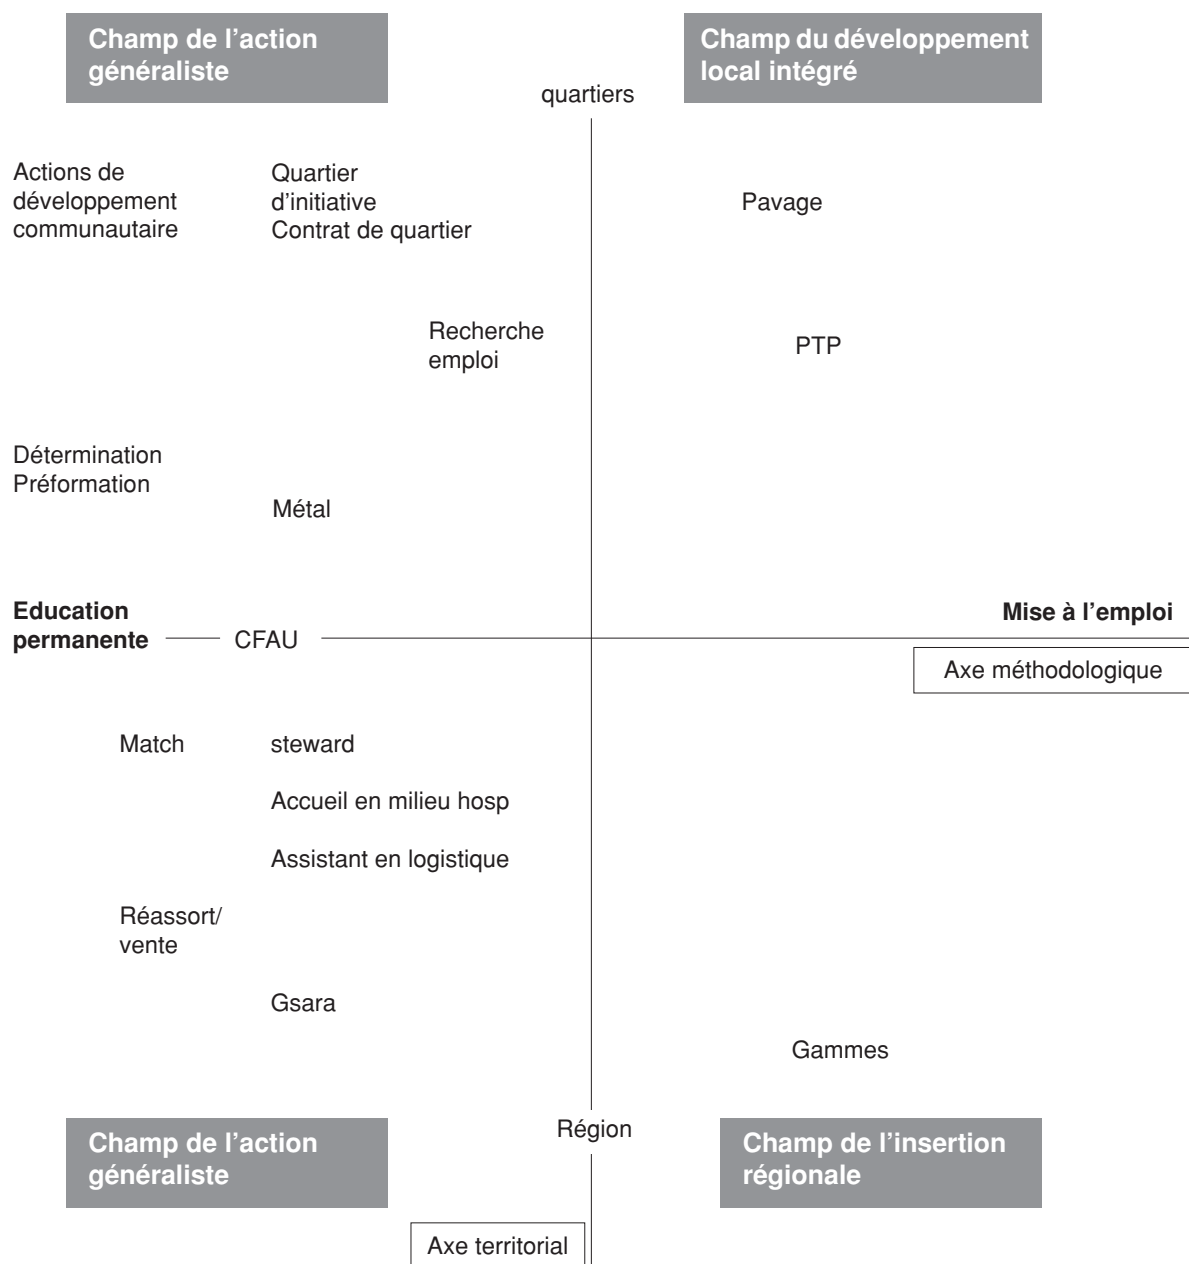 Champ de l'action
généraliste
Champ du développement
local intégré
quartiers
Actions de
développement
communautaire
Quartier
d'initiative
Contrat de quartier
Pavage
Recherche
emploi
PTP
Détermination
Préformation
Métal
Education
permanente
CFAU
Mise à l'emploi
Axe méthodologique
Match
steward
Accueil en milieu hosp
Assistant en logistique
Réassort/
vente
Gsara
Gammes
Région
Champ de l'action
généraliste
Champ de l'insertion
régionale
Axe territorial